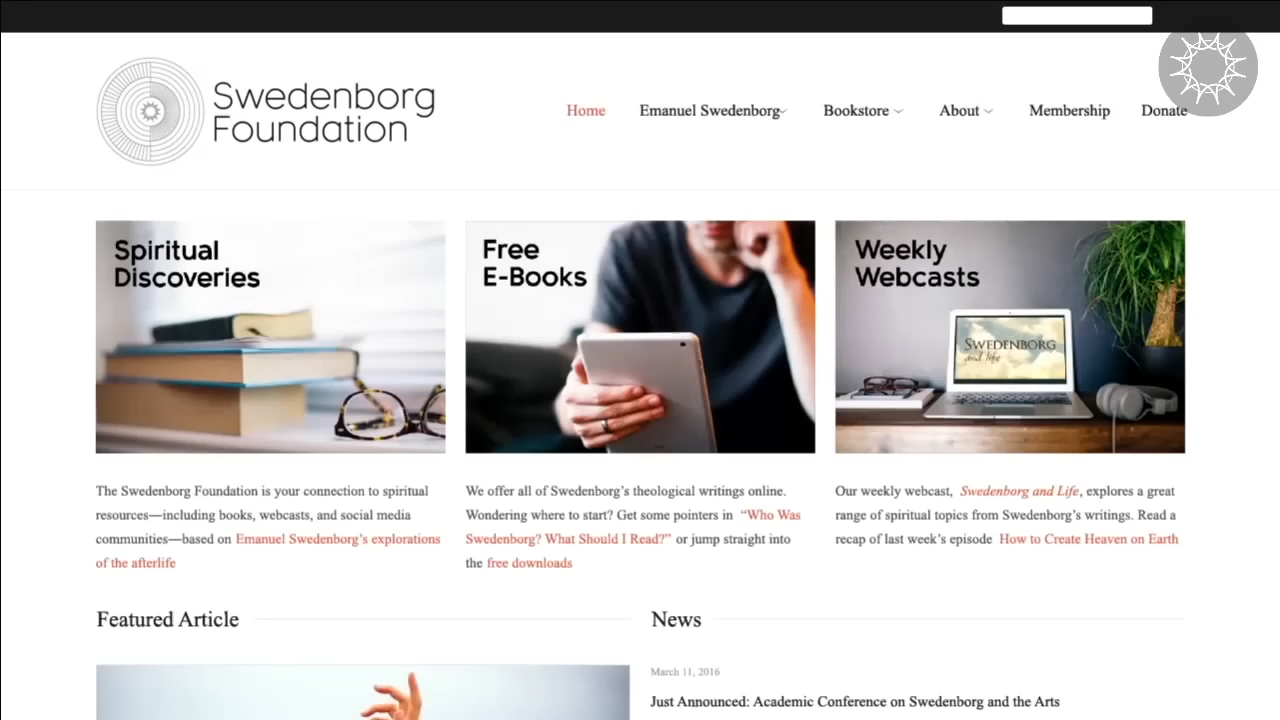 Swedenborg
Foundation
Home Emanuel Swedenborg Bookstore About Membership Donate
Spiritual
Discoveries
Free
E-Books
Weekly
Webcasts
SWEDENBORG
and life
The Swedenborg Foundation is your connection to spiritual
resources—including books, webcasts, and social media
communities—based on Emanuel Swedenborg’s explorations
of the afterlife
We offer all of Swedenborg’s theological writings online.
Wondering where to start? Get some pointers in “Who Was
Swedenborg? What Should I Read?” or jump straight into
the free downloads
Our weekly webcast, Swedenborg and Life, explores a great
range of spiritual topics from Swedenborg’s writings. Read a
recap of last week’s episode How to Create Heaven on Earth
Featured Article
News
March 11, 2016
Just Announced: Academic Conference on Swedenborg and the Arts